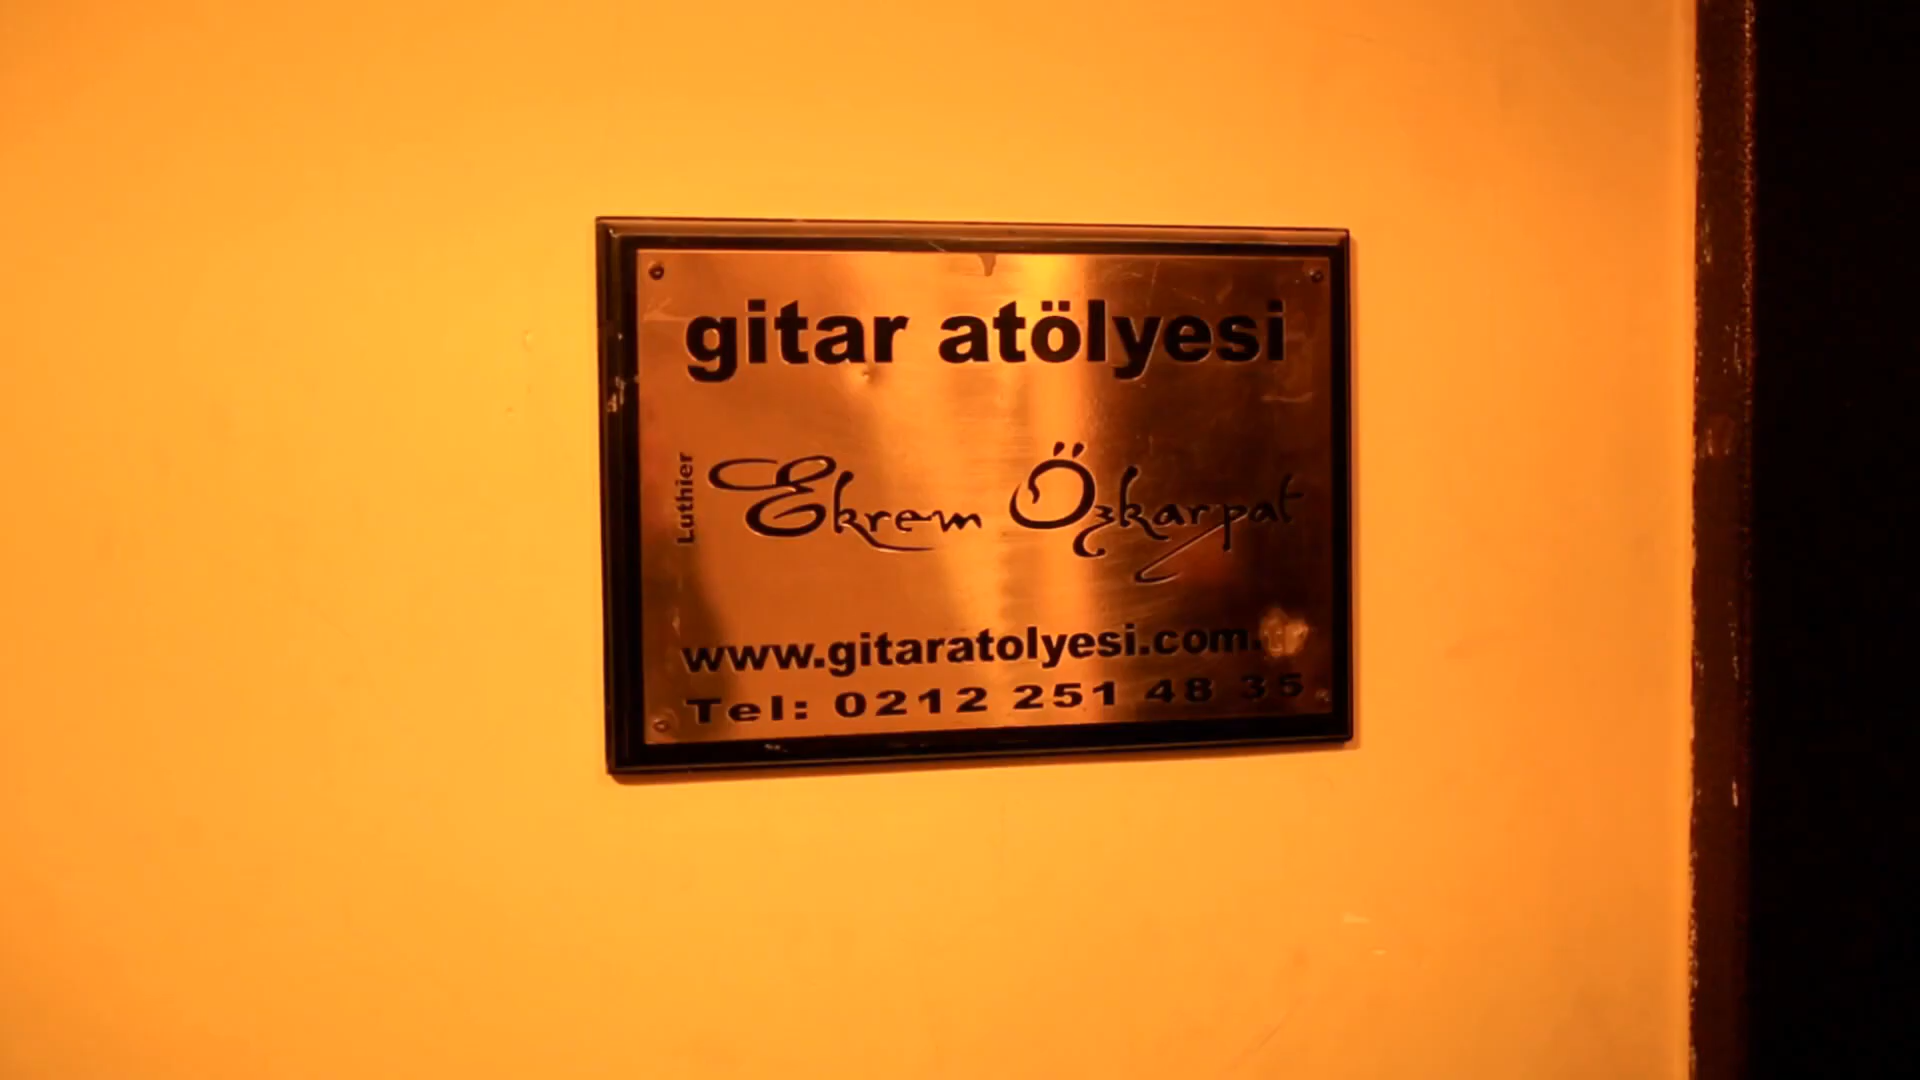 gitar atölyesi
Luthier Ekrem Özkarpat
www.gitaratolyesi.com.tr
Tel: 0212 251 48 35